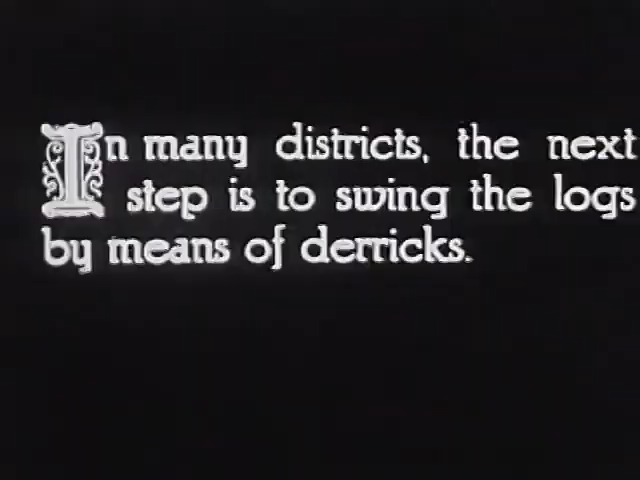 In many districts, the next
step is to swing the logs
by means of derricks.